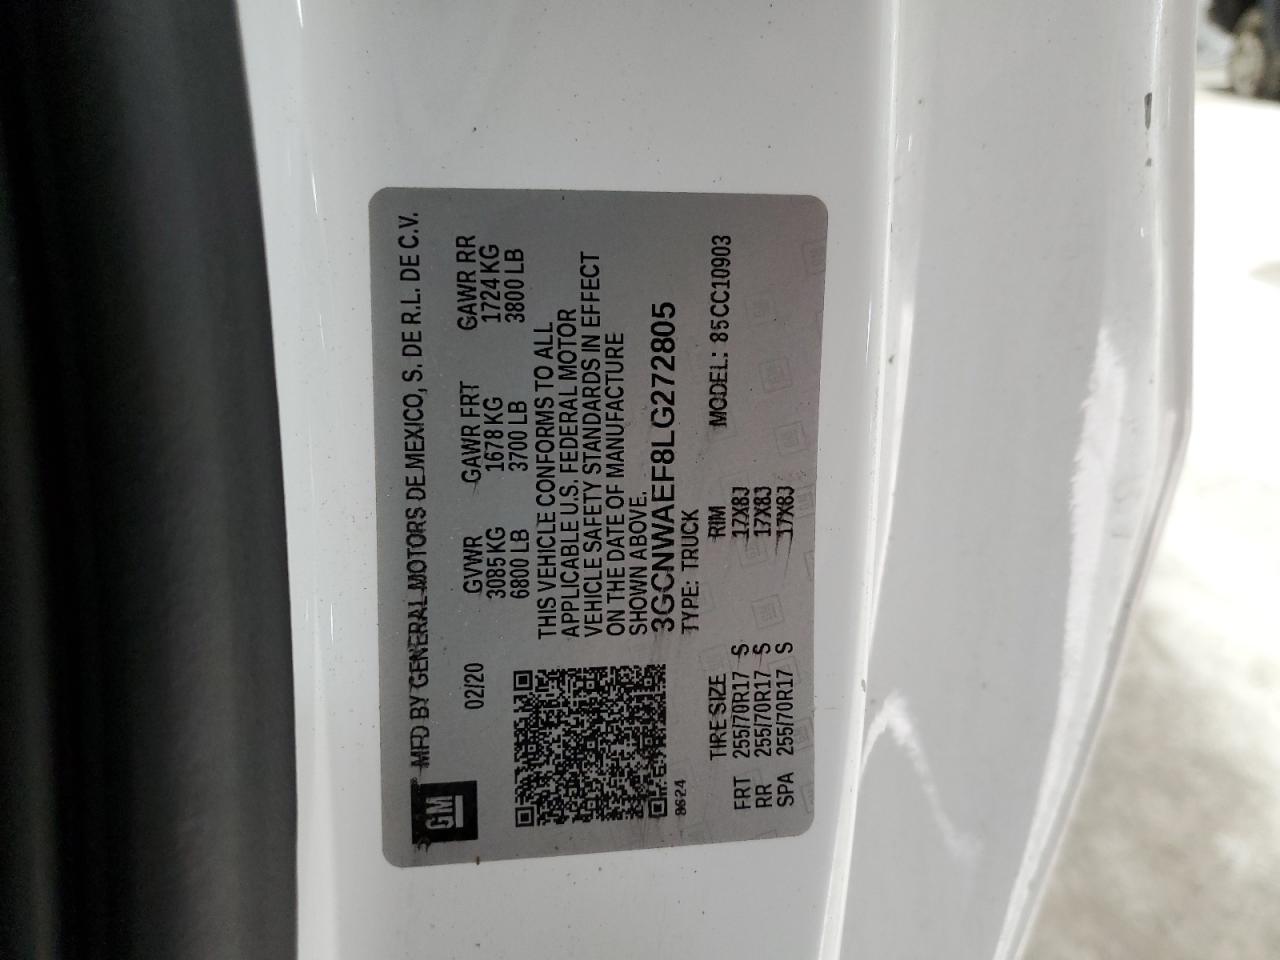 GM
MFD BY GENERAL MOTORS DE MEXICO, S. DE R.L. DE C.V.
02/20 GVWR GAWR FRT GAWR RR
3085 KG 1678 KG 1724 KG
6800 LB 3700 LB 3800 LB
THIS VEHICLE CONFORMS TO ALL
APPLICABLE U.S. FEDERAL MOTOR
VEHICLE SAFETY STANDARDS IN EFFECT
ON THE DATE OF MANUFACTURE
SHOWN ABOVE.
3GCNWAEF8LG272805
8624 TYPE: TRUCK
TIRE SIZE RIM MODEL: 85CC10903
FRT 255/70R17 S 17X8J
RR 255/70R17 S 17X8J
SPA 255/70R17 S 17X8J